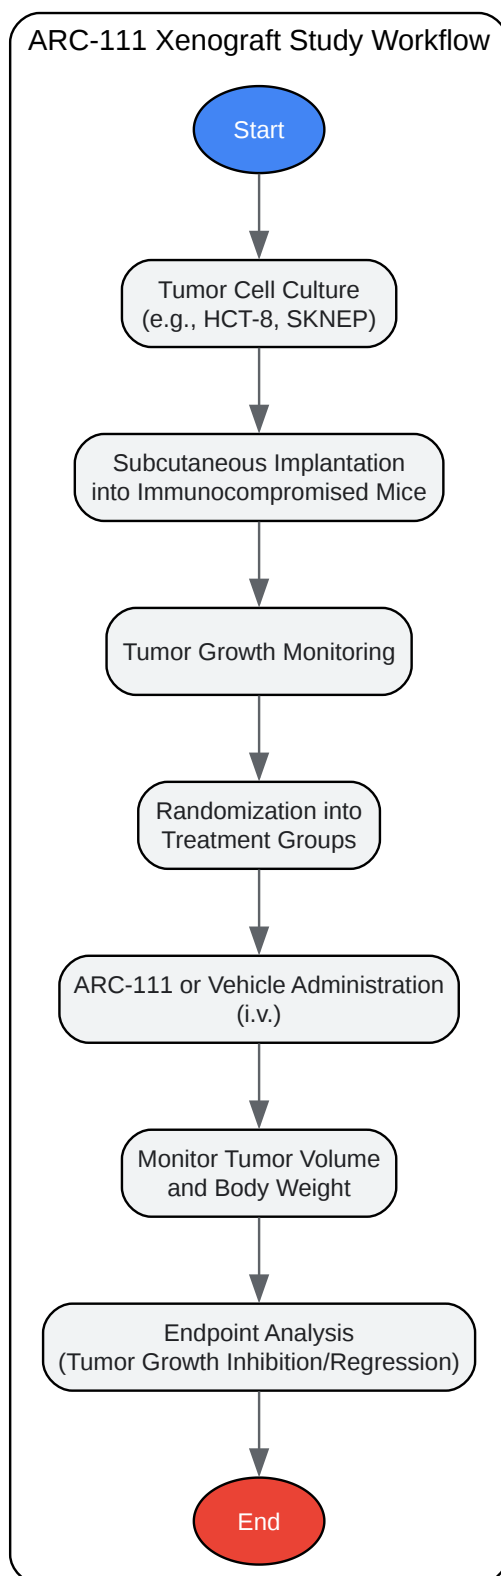 ARC-111 Xenograft Study Workflow
Start
Tumor Cell Culture
(e.g., HCT-8, SKNEP)
Subcutaneous Implantation
into Immunocompromised Mice
Tumor Growth Monitoring
Randomization into
Treatment Groups
ARC-111 or Vehicle Administration
(i.v.)
Monitor Tumor Volume
and Body Weight
Endpoint Analysis
(Tumor Growth Inhibition/Regression)
End